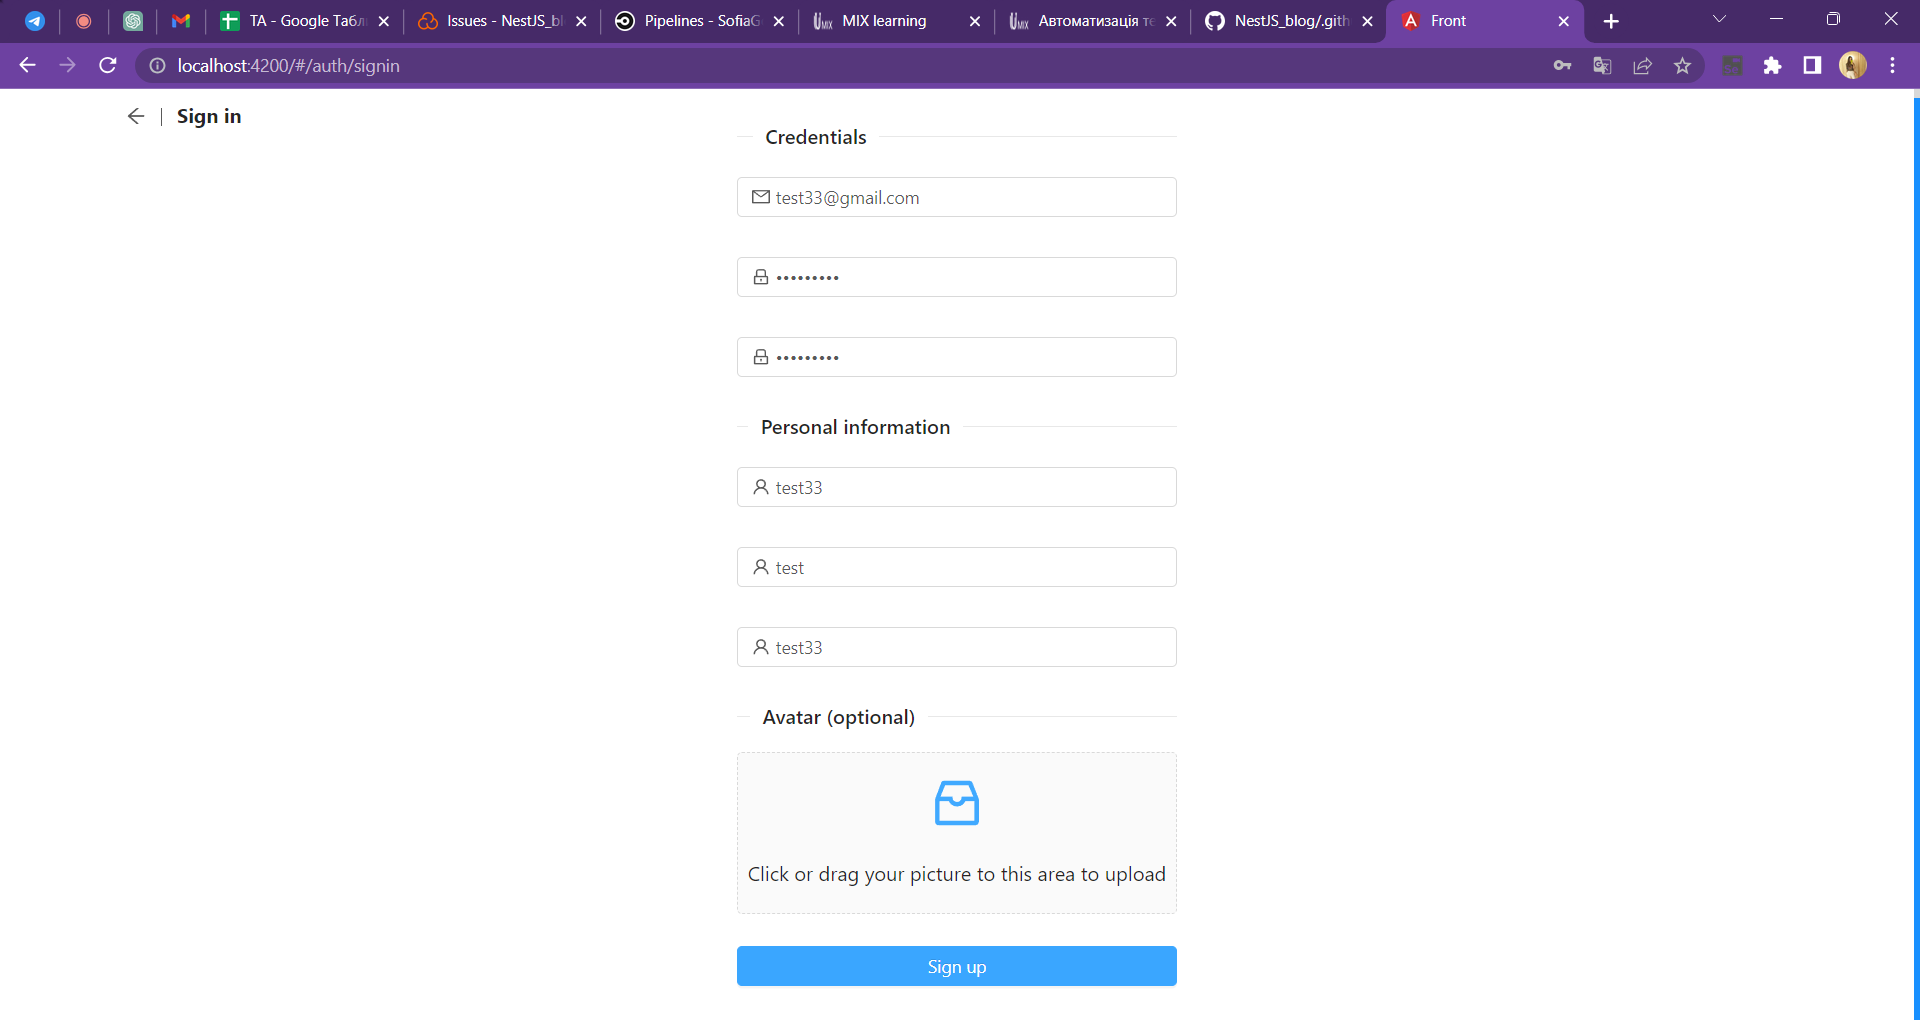 TA - Google Табл
Issues - NestJS_bl
Pipelines - SofiaG
MIX learning
Автоматизація те
NestJS_blog/.gith
Front
localhost:4200/#/auth/signin
Sign in
Credentials
test33@gmail.com
•••••••••
•••••••••
Personal information
test33
test
test33
Avatar (optional)
Click or drag your picture to this area to upload
Sign up